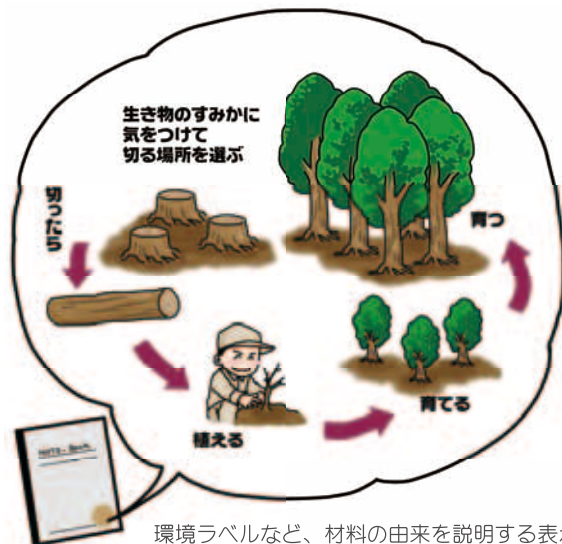 生き物のすみかに
気をつけて
切る場所を選ぶ
切ったら
植える
育てる
育つ
NOTE-Book
環境ラベルなど、材料の由来を説明する表